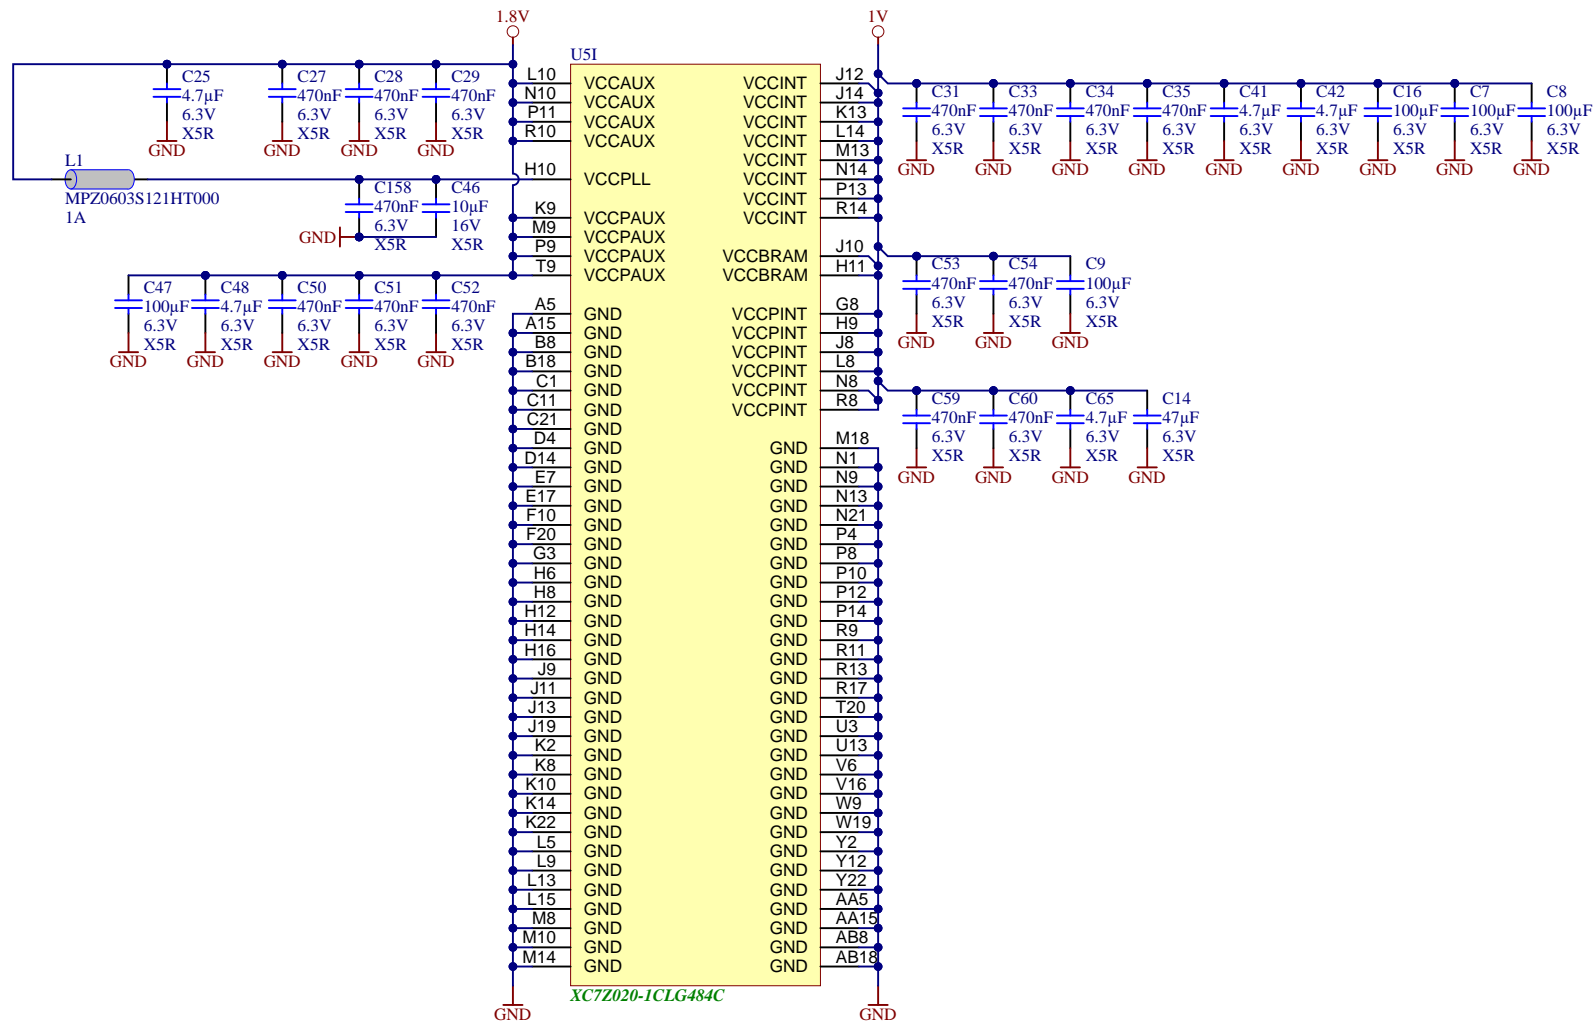 1.8V
1V
U5I
C25
4.7µF
6.3V
X5R
GND
C27
470nF
6.3V
X5R
GND
C28
470nF
6.3V
X5R
GND
C29
470nF
6.3V
X5R
GND
L1
MPZ0603S121HT000
1A
C158
470nF
6.3V
X5R
C46
10µF
16V
X5R
GND
C47
100µF
6.3V
X5R
GND
C48
4.7µF
6.3V
X5R
GND
C50
470nF
6.3V
X5R
GND
C51
470nF
6.3V
X5R
GND
C52
470nF
6.3V
X5R
GND
L10 VCCAUX
N10 VCCAUX
P11 VCCAUX
R10 VCCAUX
H10 VCCPLL
K9 VCCPAUX
M9 VCCPAUX
P9 VCCPAUX
T9 VCCPAUX
A5 GND
A15 GND
B8 GND
B18 GND
C1 GND
C11 GND
C21 GND
D4 GND
D14 GND
E7 GND
E17 GND
F10 GND
F20 GND
G3 GND
H6 GND
H8 GND
H12 GND
H14 GND
H16 GND
J9 GND
J11 GND
J13 GND
J19 GND
K2 GND
K8 GND
K10 GND
K14 GND
K22 GND
L5 GND
L9 GND
L13 GND
L15 GND
M8 GND
M10 GND
M14 GND
VCCINT J12
VCCINT J14
VCCINT K13
VCCINT L14
VCCINT M13
VCCINT N14
VCCINT P13
VCCINT R14
VCCBRAM J10
VCCBRAM H11
VCCPINT G8
VCCPINT H9
VCCPINT J8
VCCPINT L8
VCCPINT N8
VCCPINT R8
GND M18
GND N1
GND N9
GND N13
GND N21
GND P4
GND P8
GND P10
GND P12
GND P14
GND R9
GND R11
GND R13
GND R17
GND T20
GND U3
GND U13
GND V6
GND V16
GND W9
GND W19
GND Y2
GND Y12
GND Y22
GND AA5
GND AA15
GND AB8
GND AB18
C31
470nF
6.3V
X5R
GND
C33
470nF
6.3V
X5R
GND
C34
470nF
6.3V
X5R
GND
C35
470nF
6.3V
X5R
GND
C41
4.7µF
6.3V
X5R
GND
C42
4.7µF
6.3V
X5R
GND
C16
100µF
6.3V
X5R
GND
C7
100µF
6.3V
X5R
GND
C8
100µF
6.3V
X5R
GND
C53
470nF
6.3V
X5R
GND
C54
470nF
6.3V
X5R
GND
C9
100µF
6.3V
X5R
GND
C59
470nF
6.3V
X5R
GND
C60
470nF
6.3V
X5R
GND
C65
4.7µF
6.3V
X5R
GND
C14
47µF
6.3V
X5R
GND
XC7Z020-1CLG484C
GND
GND